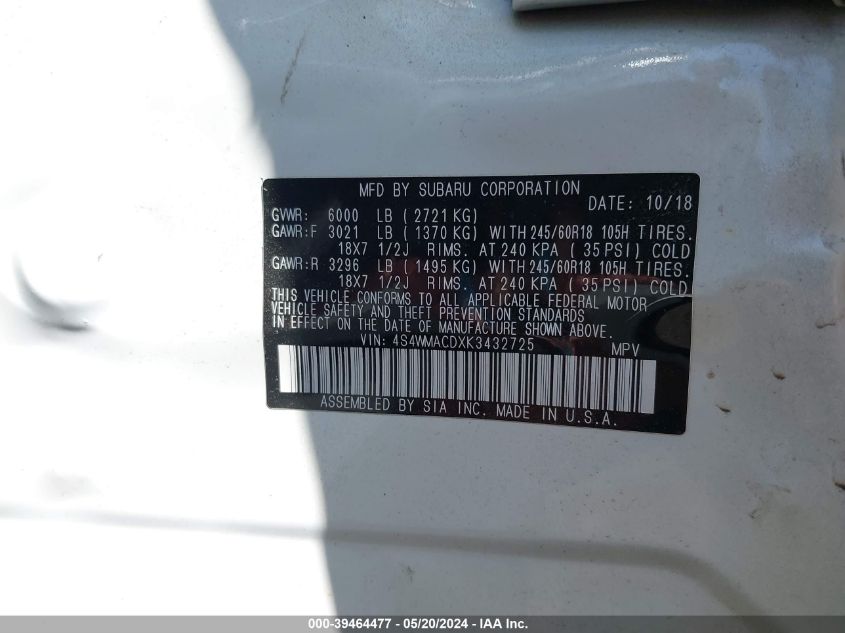 MFD BY SUBARU CORPORATION
DATE: 10/18
GVWR: 6000 LB (2721 KG)
GAWR:F 3021 LB (1370 KG) WITH 245/60R18 105H TIRES.
18X7 1/2J RIMS. AT 240 KPA (35 PSI) COLD
GAWR:R 3296 LB (1495 KG) WITH 245/60R18 105H TIRES.
18X7 1/2J RIMS. AT 240 KPA (35 PSI) COLD.
THIS VEHICLE CONFORMS TO ALL APPLICABLE FEDERAL MOTOR
VEHICLE SAFETY AND THEFT PREVENTION STANDARDS
IN EFFECT ON THE DATE OF MANUFACTURE SHOWN ABOVE.
VIN: 4S4WMACDXK3432725 MPV
ASSEMBLED BY SIA INC. MADE IN U.S.A.
000-39464477 - 05/20/2024 - IAA Inc.